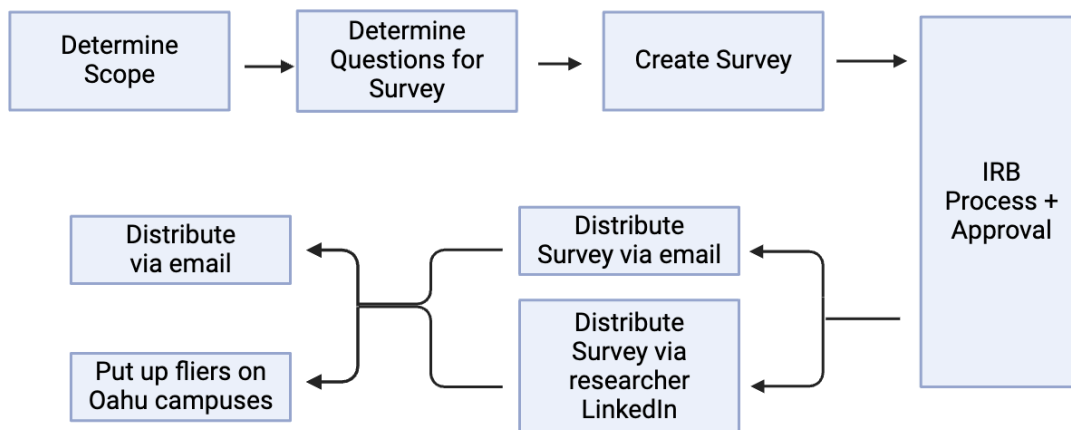 Determine
Scope
Determine
Questions for
Survey
Create Survey
IRB
Process +
Approval
Distribute
Survey via email
Distribute
Survey via
researcher
LinkedIn
Distribute
via email
Put up fliers on
Oahu campuses